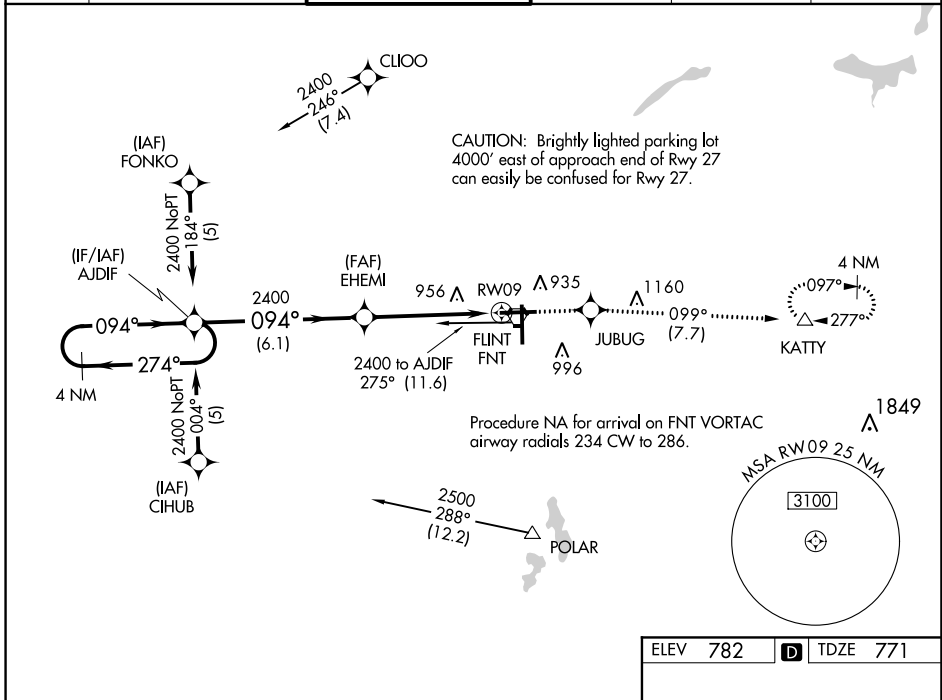 CLIOO
2400
246°
(7.4)
(IAF)
FONKO
2400 NoPT
184°
(5)
CAUTION: Brightly lighted parking lot
4000' east of approach end of Rwy 27
can easily be confused for Rwy 27.
(IF/IAF)
AJDIF
(FAF)
EHEMI
2400
094°
(6.1)
956
RW09
935
1160
4 NM
097°
277°
KATTY
099°
(7.7)
JUBUG
094°
274°
4 NM
FLINT
FNT
996
2400 to AJDIF
275° (11.6)
2400 NoPT
004°
(5)
(IAF)
CIHUB
Procedure NA for arrival on FNT VORTAC
airway radials 234 CW to 286.
1849
MSA RW09 25 NM
3100
2500
288°
(12.2)
POLAR
ELEV 782 D TDZE 771